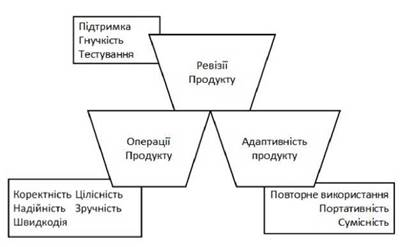 Підтримка
Гнучкість
Тестування
Ревізії
Продукту
Операції
Продукту
Адаптивність
продукту
Коректність Цілісність
Надійність Зручність
Швидкодія
Повторне використання
Портативність
Сумісність